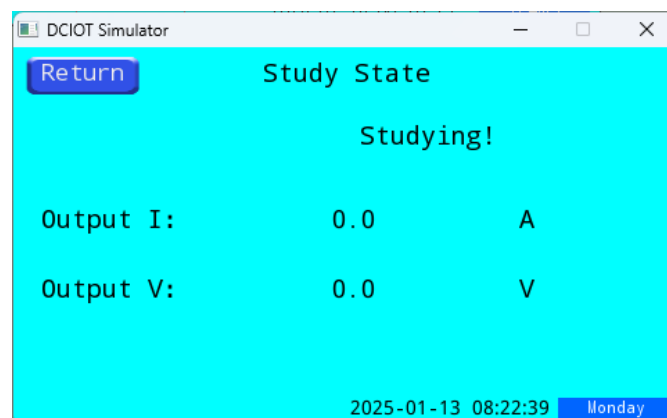 DCIOT Simulator
Return Study State
Studying!
Output I: 0.0 A
Output V: 0.0 V
2025-01-13 08:22:39 Monday